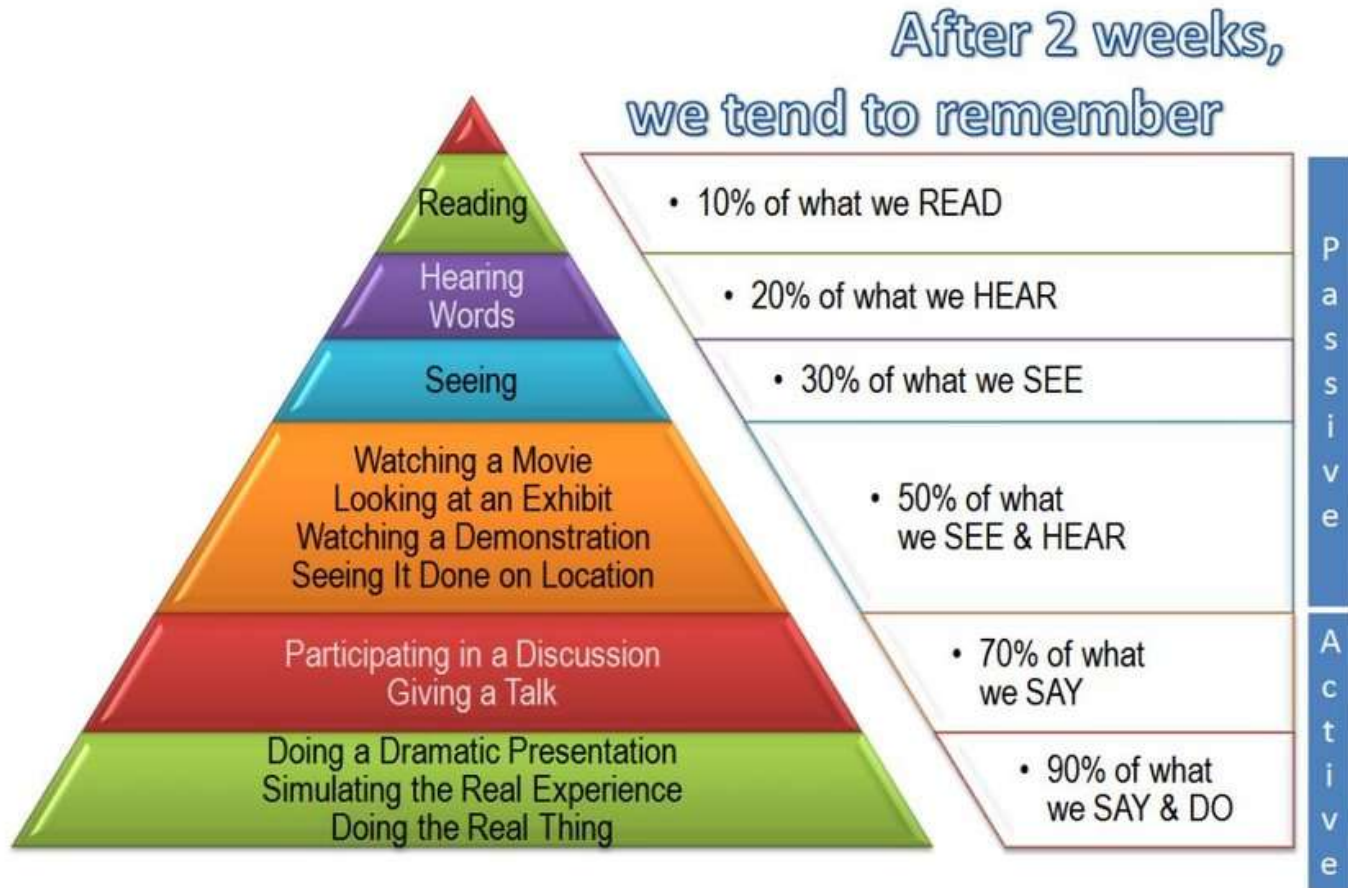 After 2 weeks,
we tend to remember
Reading
• 10% of what we READ
Hearing
Words
• 20% of what we HEAR
Seeing
• 30% of what we SEE
Watching a Movie
Looking at an Exhibit
Watching a Demonstration
Seeing It Done on Location
• 50% of what
we SEE & HEAR
Participating in a Discussion
Giving a Talk
• 70% of what
we SAY
Doing a Dramatic Presentation
Simulating the Real Experience
Doing the Real Thing
• 90% of what
we SAY & DO
Passive
Active